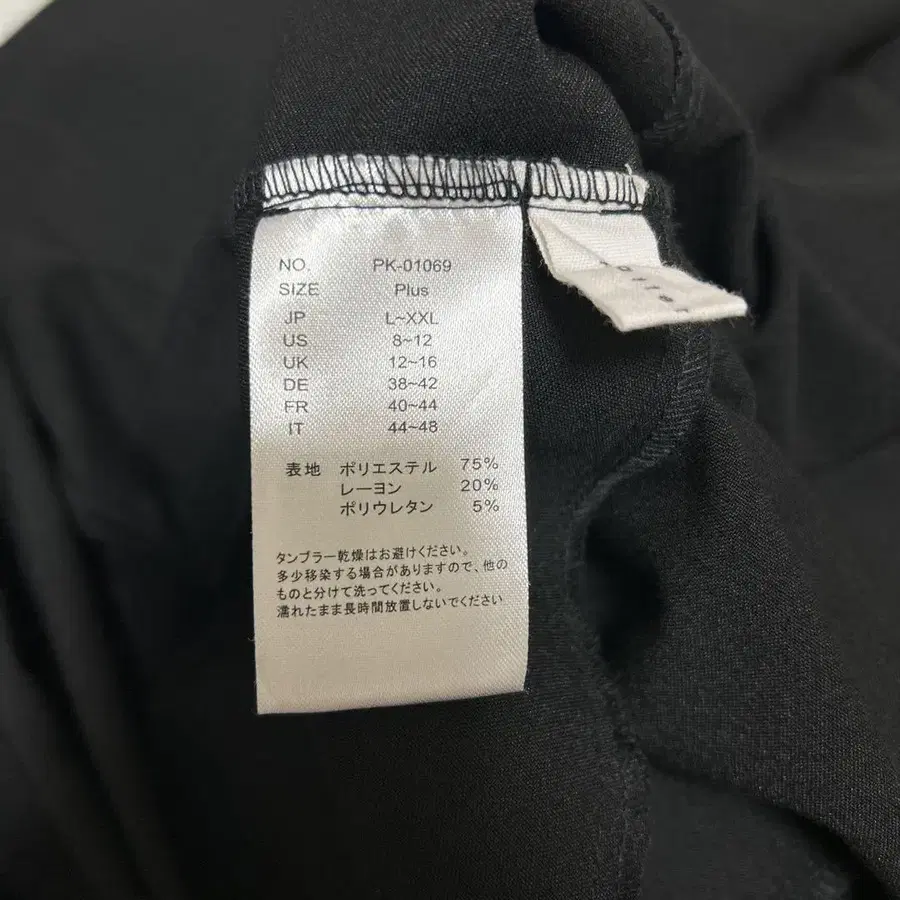 NO. PK-01069
SIZE Plus
JP L~XXL
US 8~12
UK 12~16
DE 38~42
FR 40~44
IT 44~48
表地 ポリエステル 75%
レーヨン 20%
ポリウレタン 5%
タンブラー乾燥はお避けください。
多少移染する場合がありますので、他の
ものと分けて洗ってください。
濡れたまま長時間放置しないでください